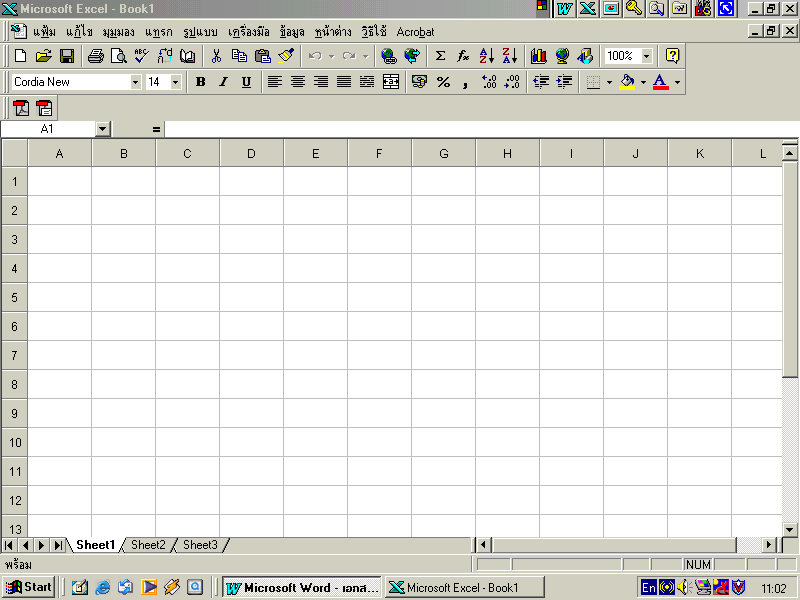 Microsoft Excel - Book1
แฟ้ม แก้ไข มุมมอง แทรก รูปแบบ เครื่องมือ ข้อมูล หน้าต่าง วิธีใช้ Acrobat
100%
Cordia New 14 B I U
A1 =
A B C D E F G H I J K L
1
2
3
4
5
6
7
8
9
10
11
12
13
Sheet1 Sheet2 Sheet3
พร้อม NUM
Start Microsoft Word - เอกส... Microsoft Excel - Book1 En 11:02